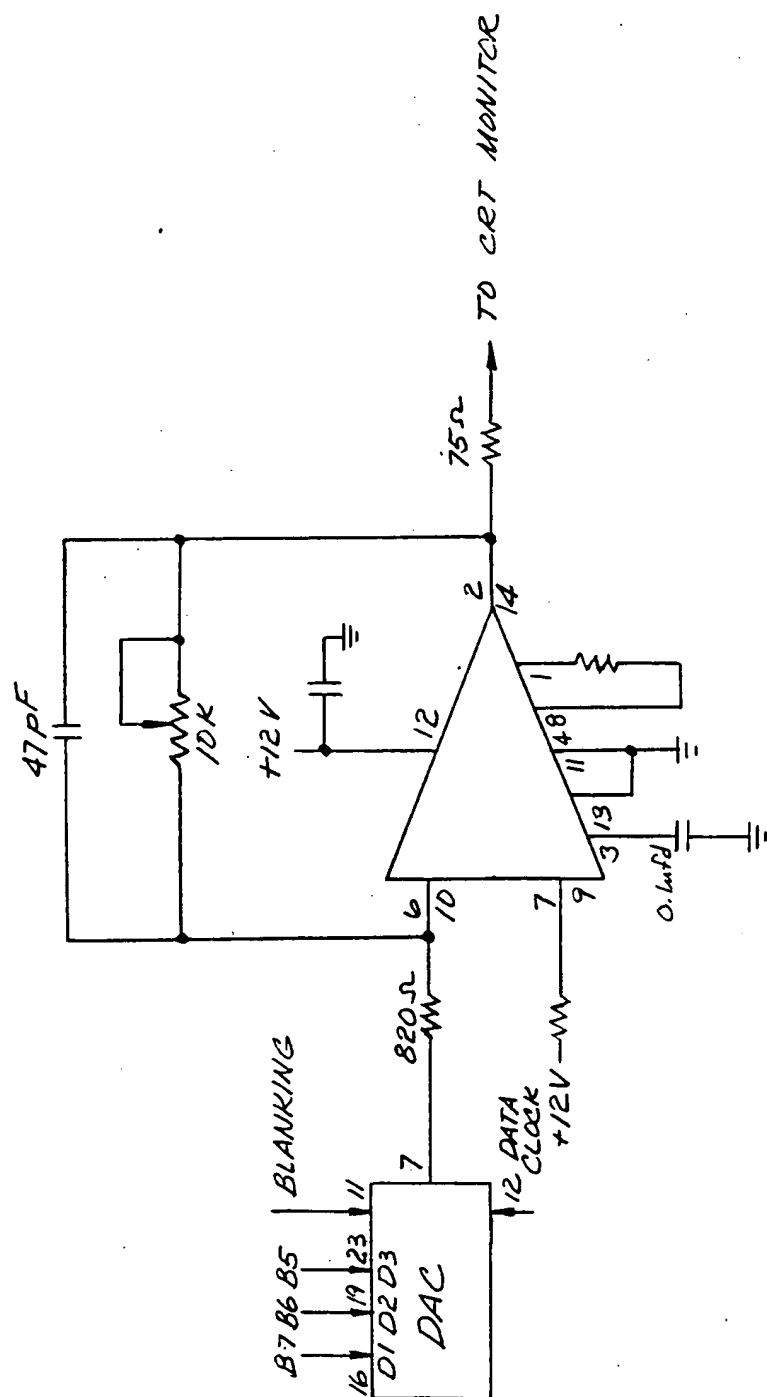 TO CRT MONITOR
75Ω
47pF
10K
+12V
12
2
14
1
8
4
11
13
3
0.1mfd
6
10
7
9
820Ω
+12V
BLANKING
7
11
B7 B6 B5
16 19 23
D1 D2 D3
DAC
12 DATA
CLOCK